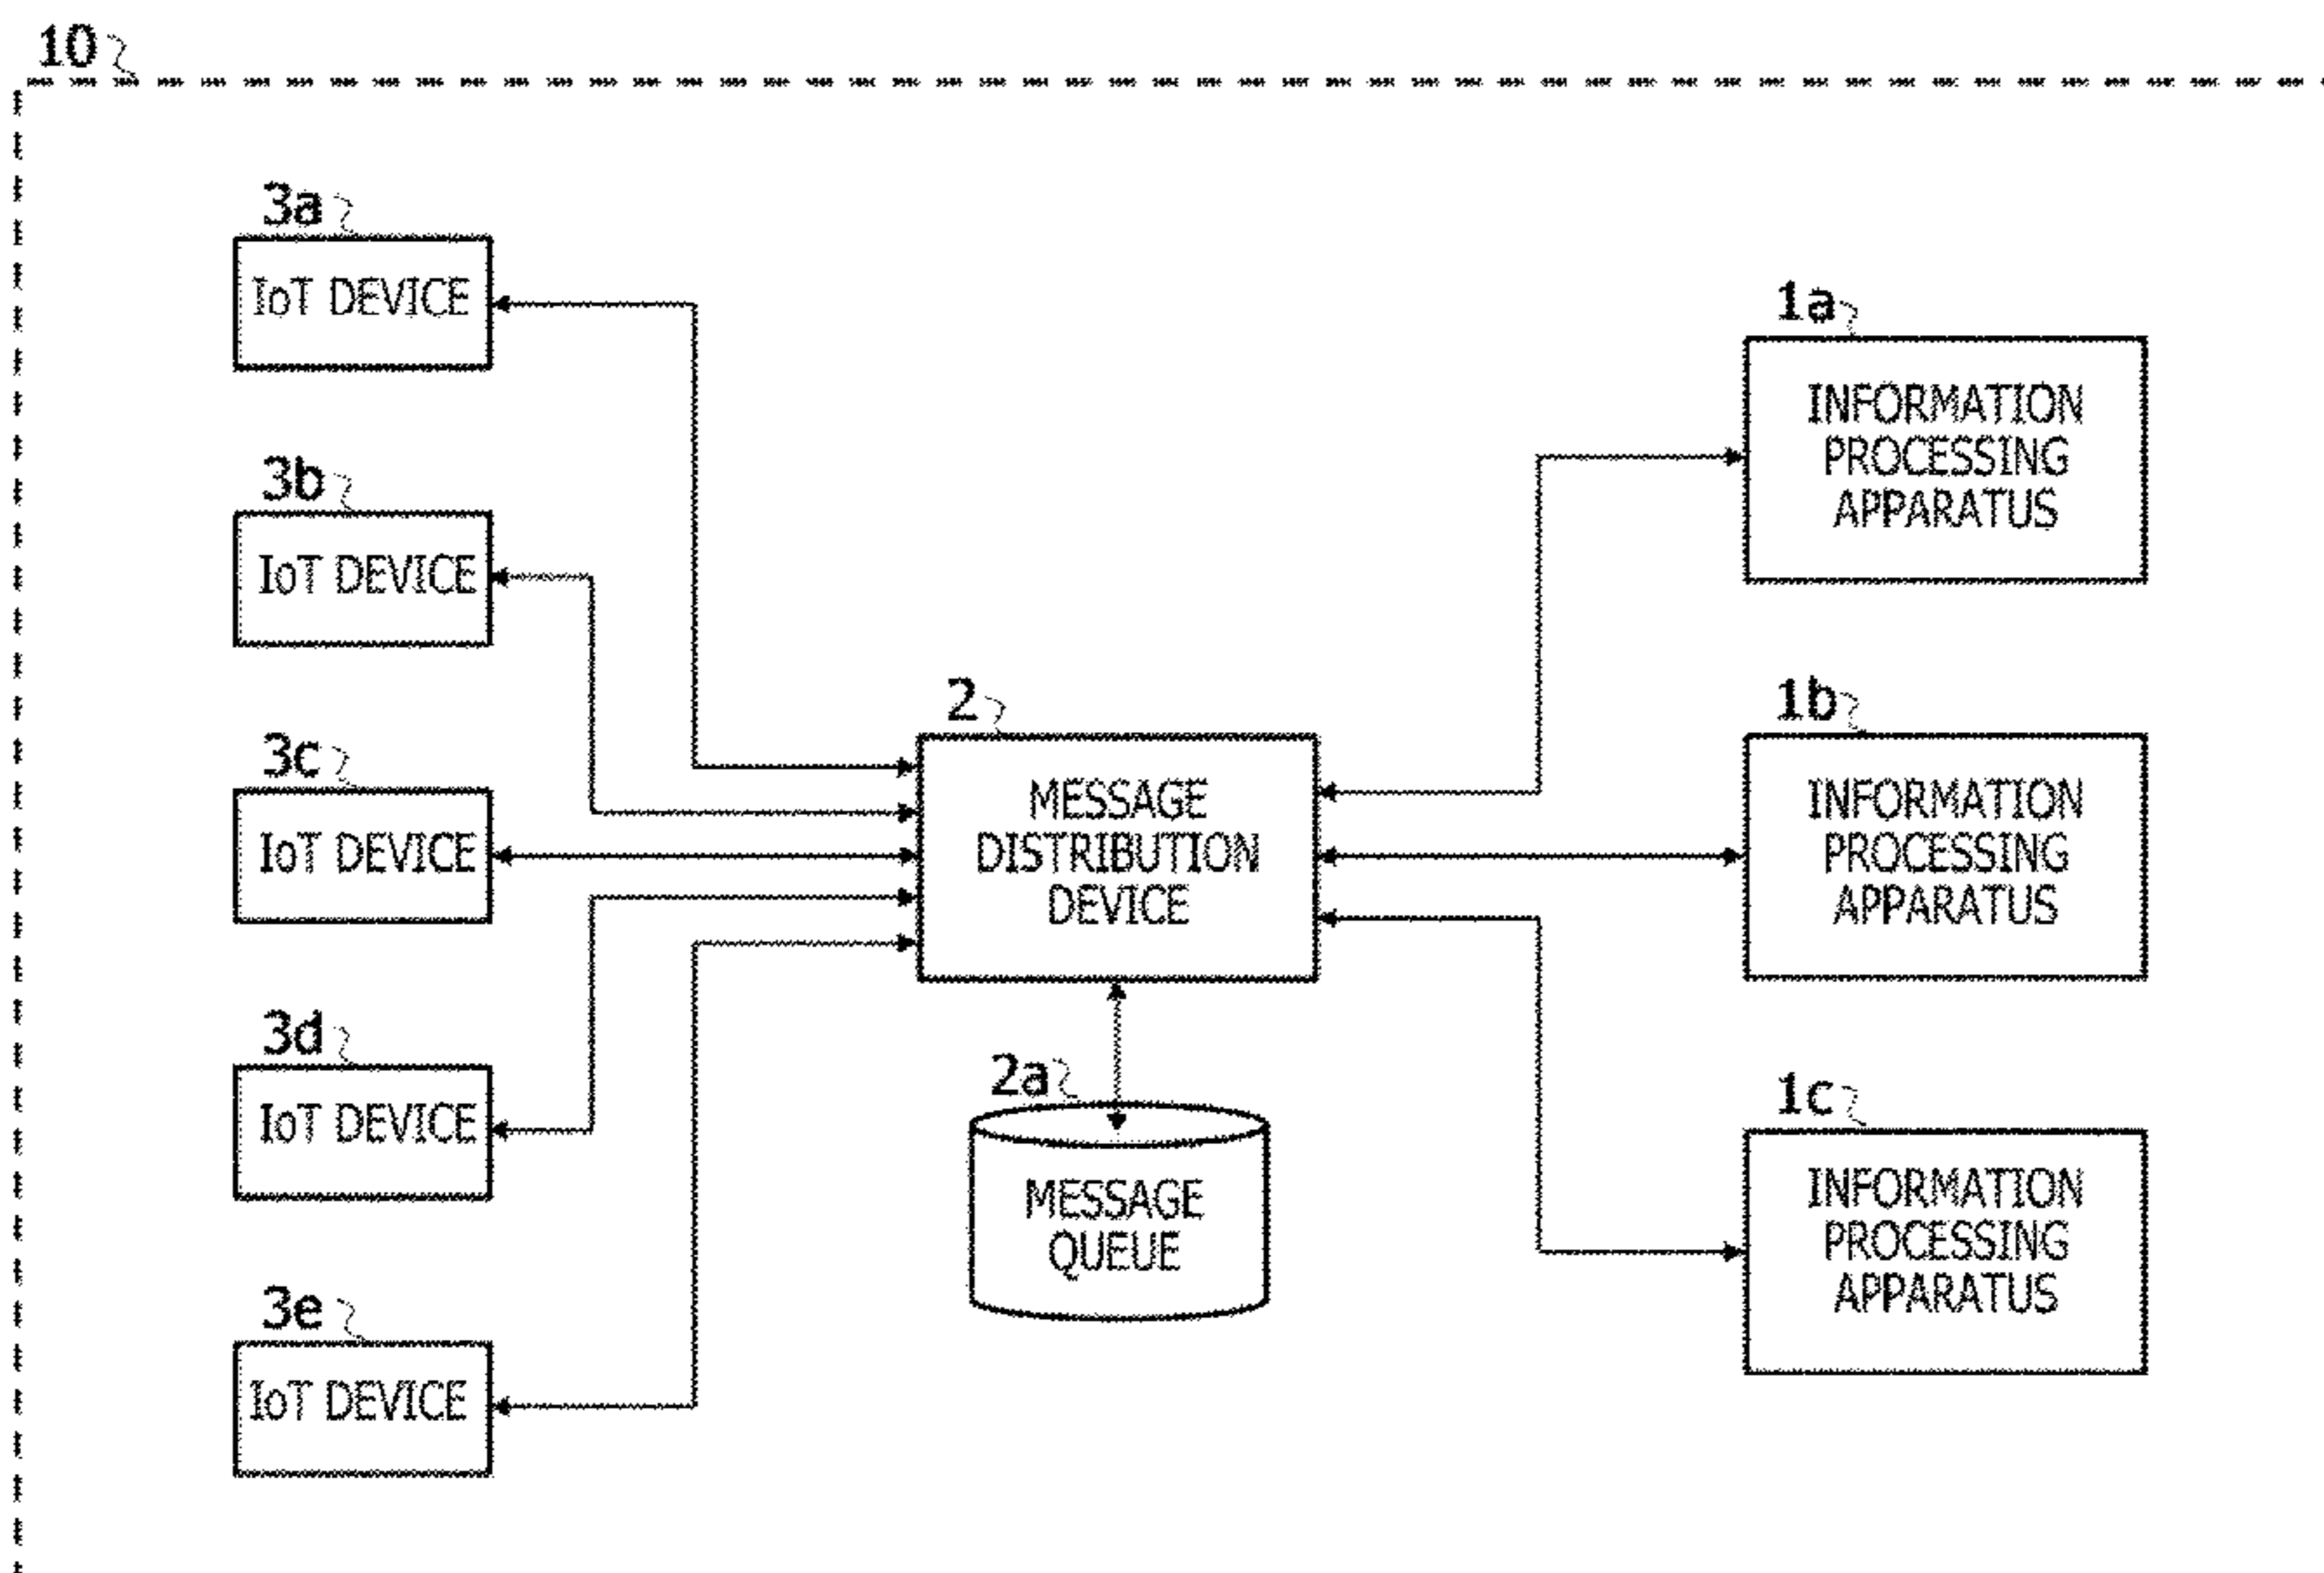 10
3a
IoT DEVICE
3b
IoT DEVICE
3c
IoT DEVICE
3d
IoT DEVICE
3e
IoT DEVICE
2
MESSAGE
DISTRIBUTION
DEVICE
2a
MESSAGE
QUEUE
1a
INFORMATION
PROCESSING
APPARATUS
1b
INFORMATION
PROCESSING
APPARATUS
1c
INFORMATION
PROCESSING
APPARATUS